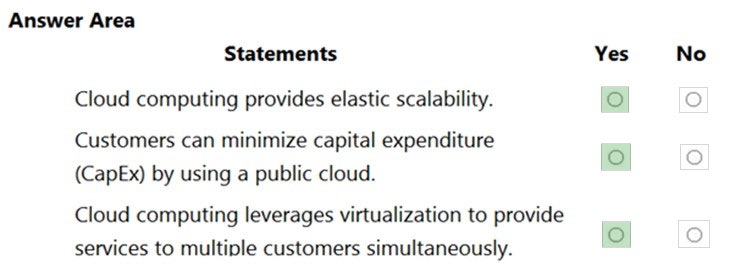 Answer Area
Statements Yes No
Cloud computing provides elastic scalability.
Customers can minimize capital expenditure
(CapEx) by using a public cloud.
Cloud computing leverages virtualization to provide
services to multiple customers simultaneously.